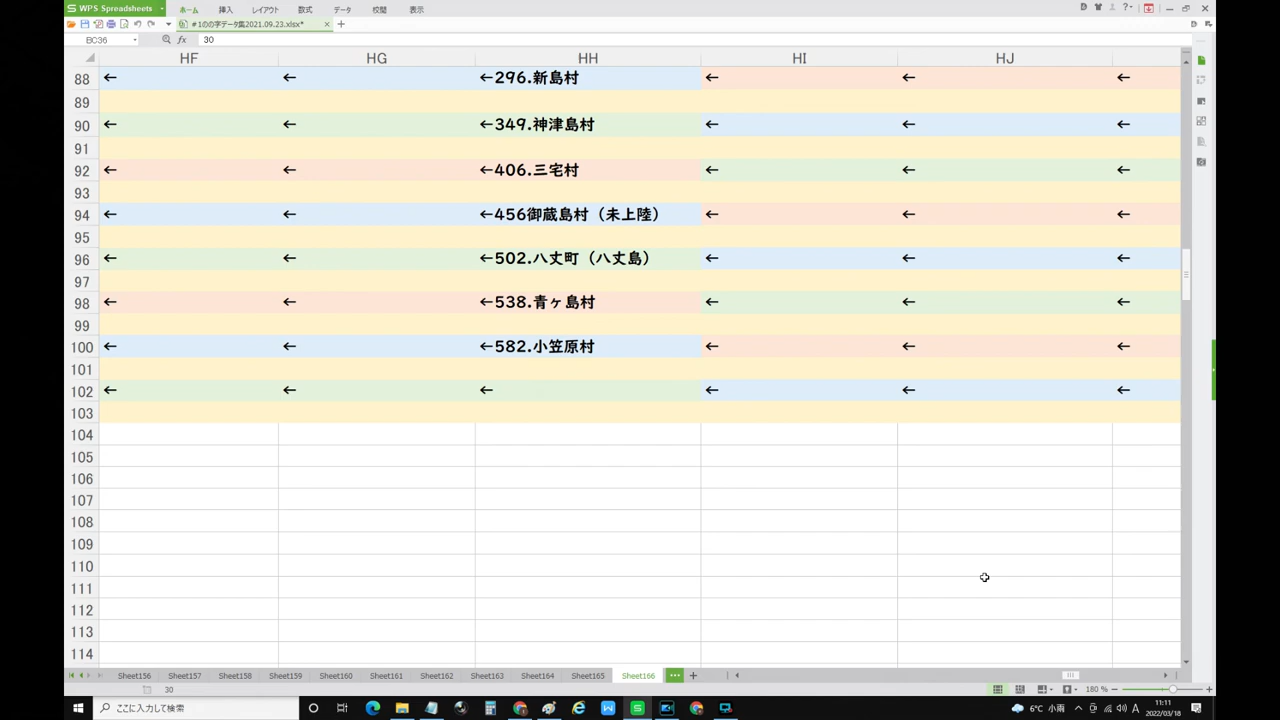 WPS Spreadsheets ホーム 挿入 レイアウト 数式 データ 校閲 表示
#1のの字データ集2021.09.23.xlsx*
BC36 fx 30
HF HG HH HI HJ
88 ← ← ←296.新島村 ← ← ←
89
90 ← ← ←349.神津島村 ← ← ←
91
92 ← ← ←406.三宅村 ← ← ←
93
94 ← ← ←456御蔵島村（未上陸） ← ← ←
95
96 ← ← ←502.八丈町（八丈島） ← ← ←
97
98 ← ← ←538.青ヶ島村 ← ← ←
99
100 ← ← ←582.小笠原村 ← ← ←
101
102 ← ← ← ← ← ←
103
104
105
106
107
108
109
110
111
112
113
114
Sheet156 Sheet157 Sheet158 Sheet159 Sheet160 Sheet161 Sheet162 Sheet163 Sheet164 Sheet165 Sheet166
30 180 %
ここに入力して検索 6°C 小雨 A 11:11
2022/03/18